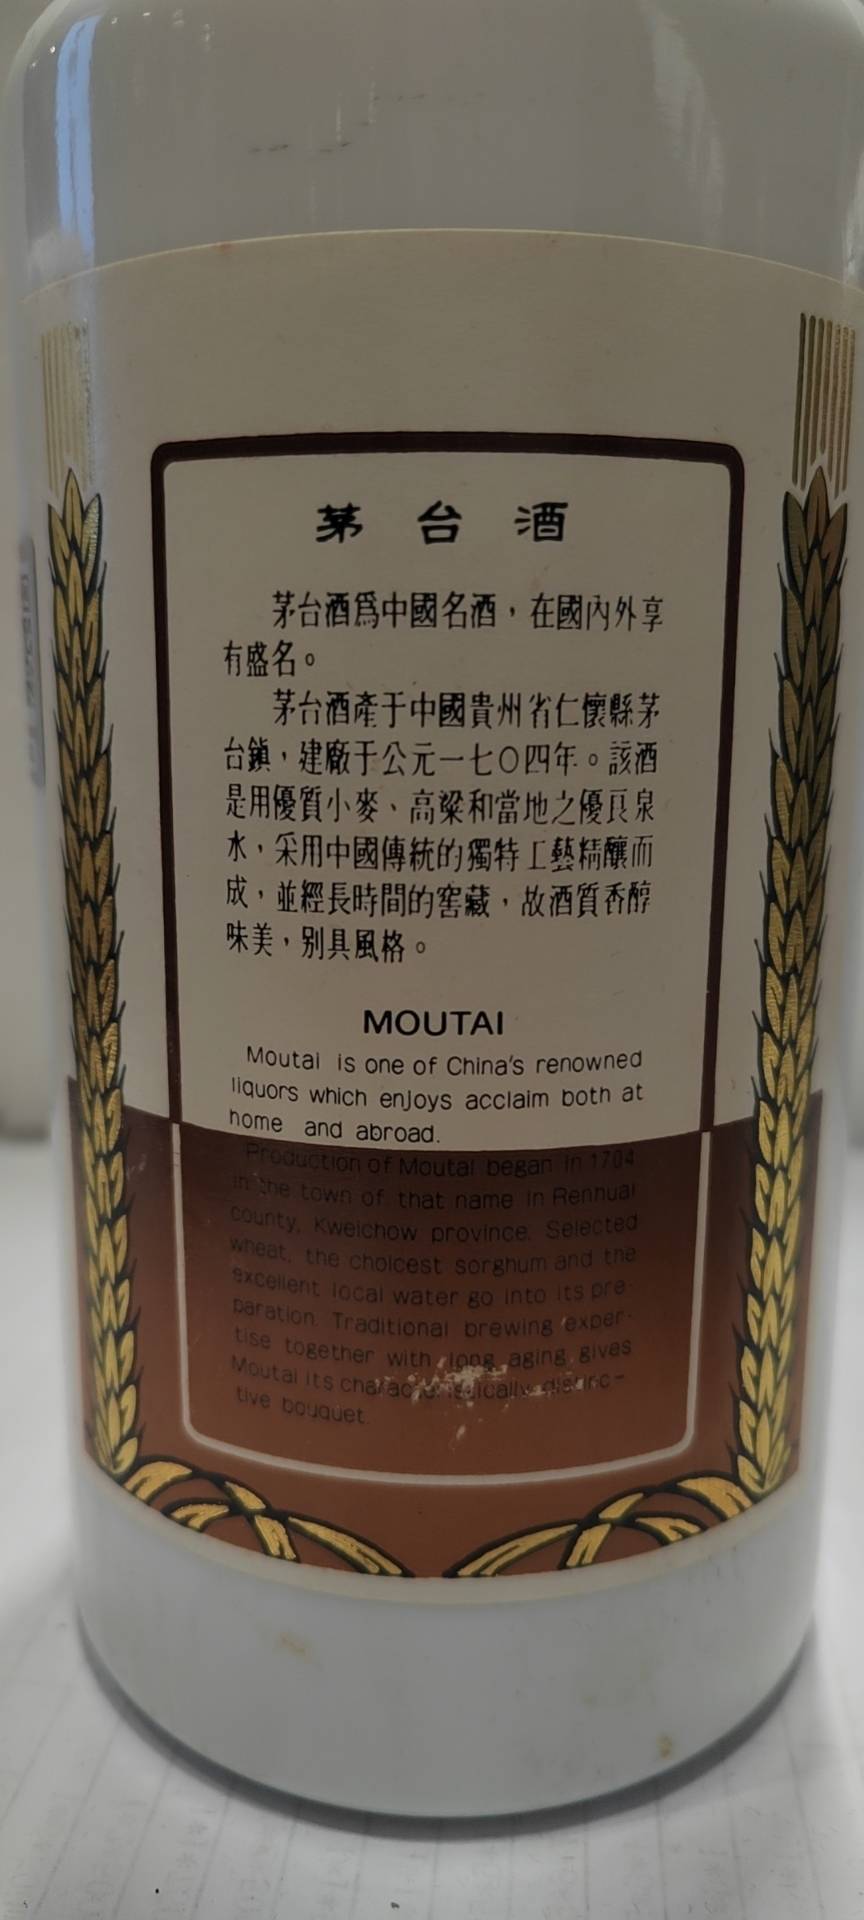 茅台酒
茅台酒爲中國名酒，在國內外享
有盛名。
茅台酒產于中國貴州省仁懷縣茅
台鎮，建廠于公元一七〇四年。該酒
是用優質小麥、高粱和當地之優良泉
水，采用中國傳統的獨特工藝精釀而
成，並經長時間的窖藏，故酒質香醇
味美，别具風格。
MOUTAI
Moutai is one of China's renowned
liquors which enjoys acclaim both at
home and abroad.
Production of Moutai began in 1704
in the town of that name in Renhuai
county, Kweichow province. Selected
wheat, the choicest sorghum and the
excellent local water go into its pre-
paration. Traditional brewing exper-
tise together with long aging gives
Moutai its characteristically distinc-
tive bouquet.